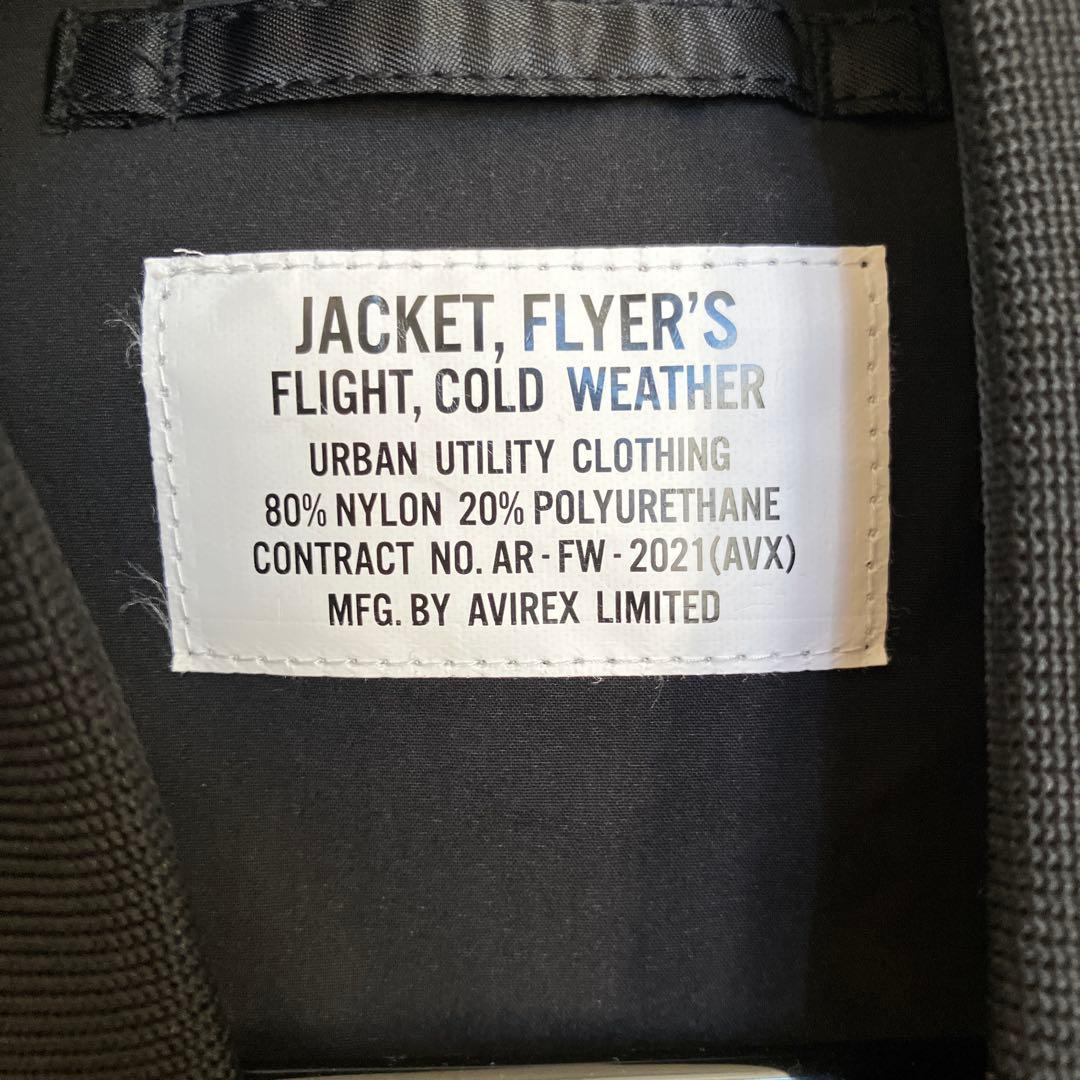 JACKET, FLYER'S
FLIGHT, COLD WEATHER
URBAN UTILITY CLOTHING
80% NYLON 20% POLYURETHANE
CONTRACT NO. AR-FW-2021(AVX)
MFG. BY AVIREX LIMITED